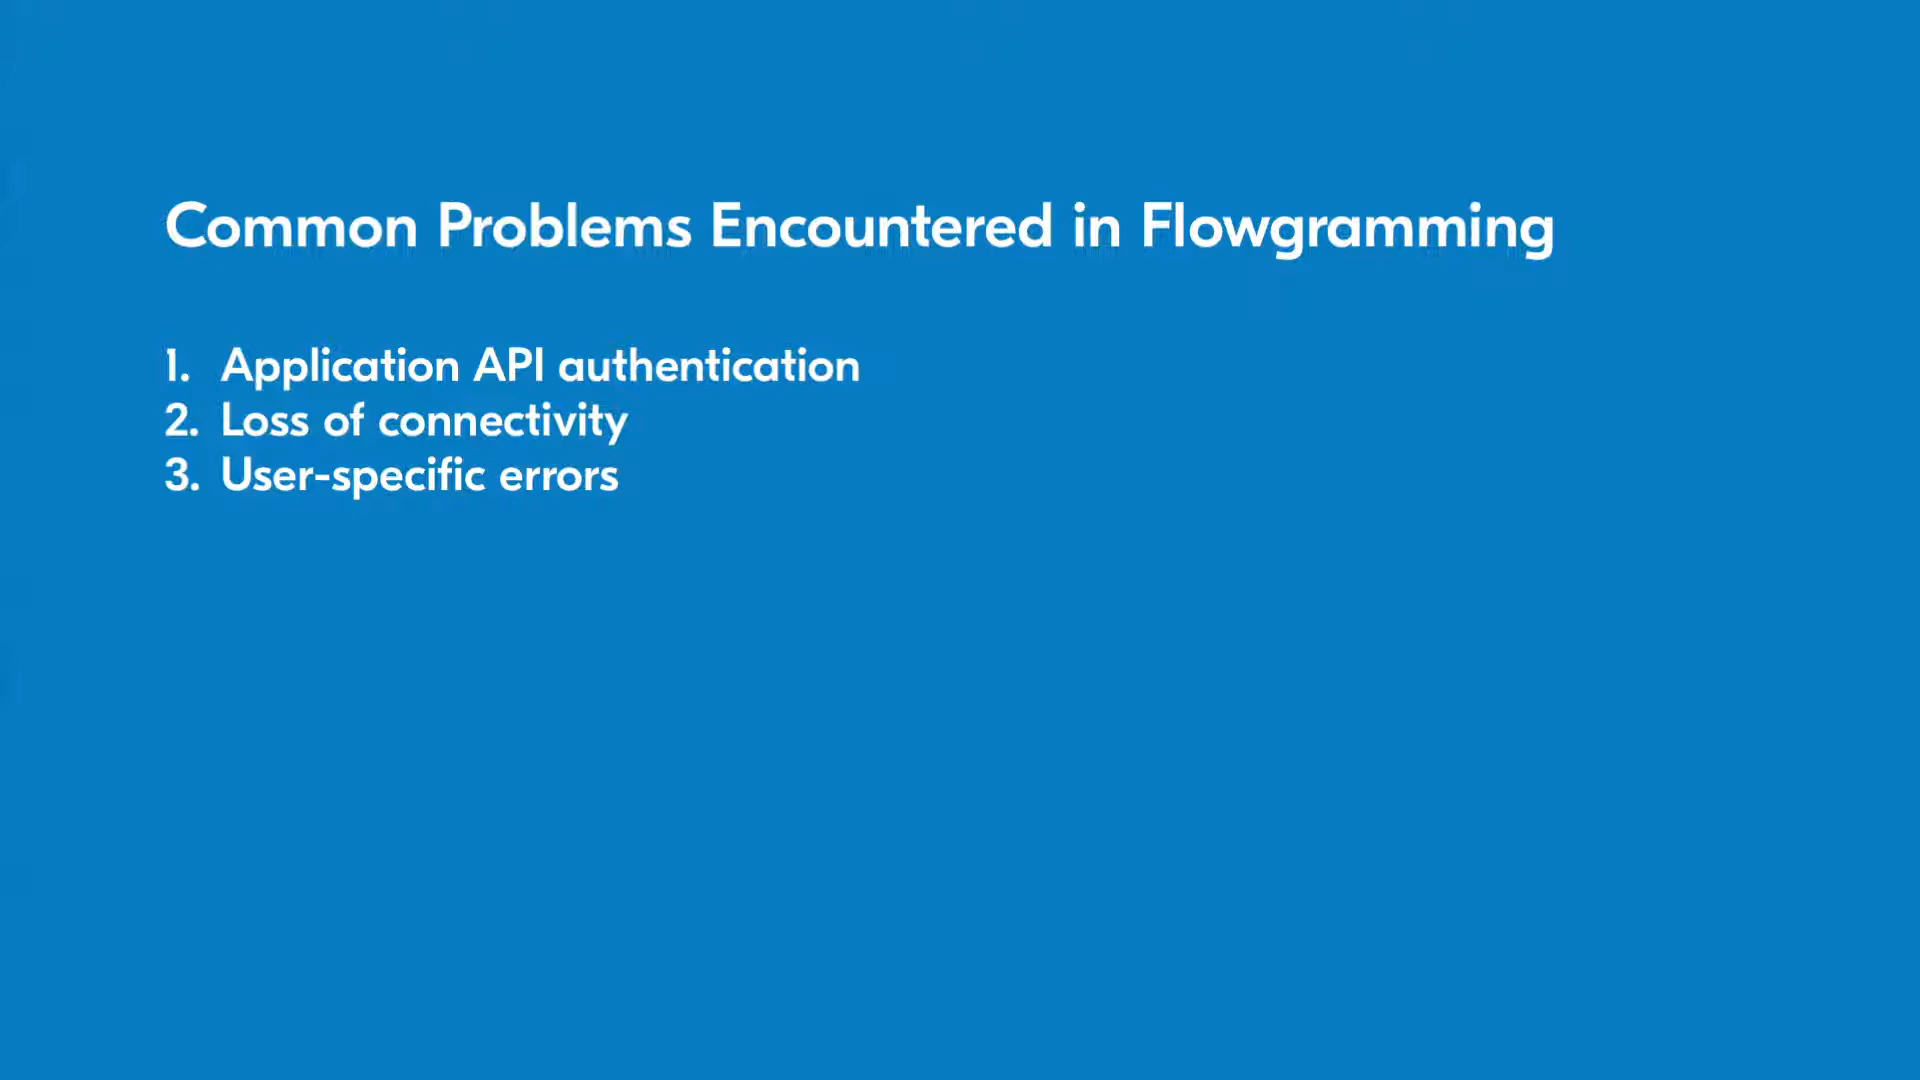 Common Problems Encountered in Flowgramming
1. Application API authentication
2. Loss of connectivity
3. User-specific errors